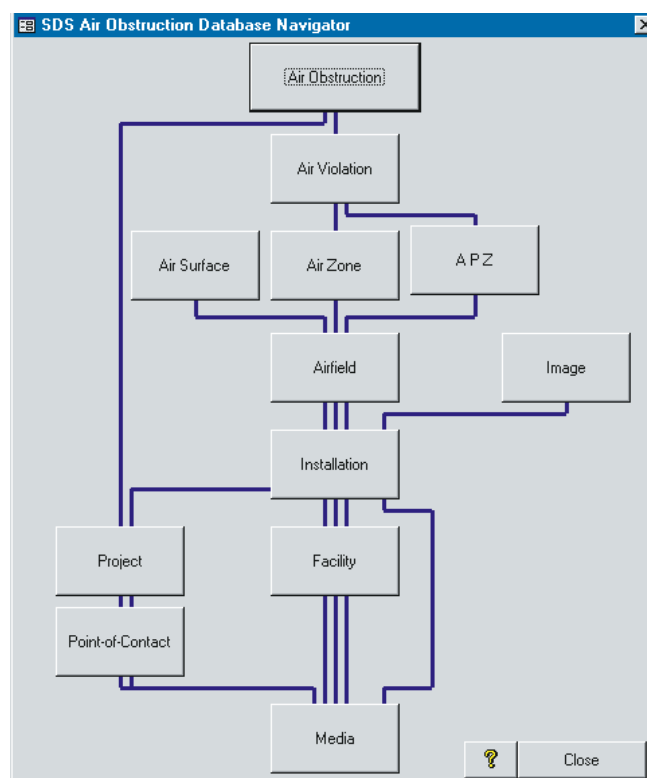 SDS Air Obstruction Database Navigator
Air Obstruction
Air Violation
Air Surface
Air Zone
A P Z
Airfield
Image
Installation
Project
Facility
Point-of-Contact
Media
?
Close